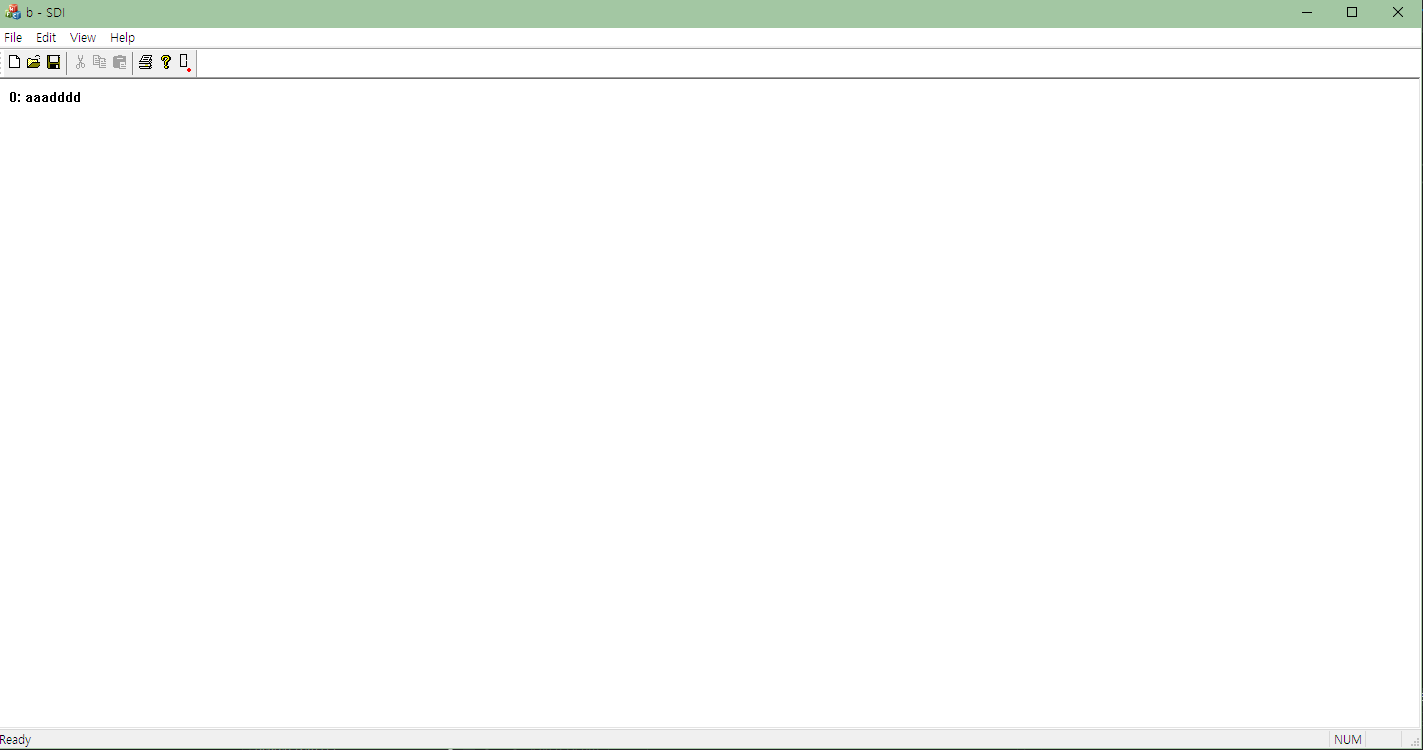 b - SDI
File Edit View Help
0: aaadddd
Ready NUM